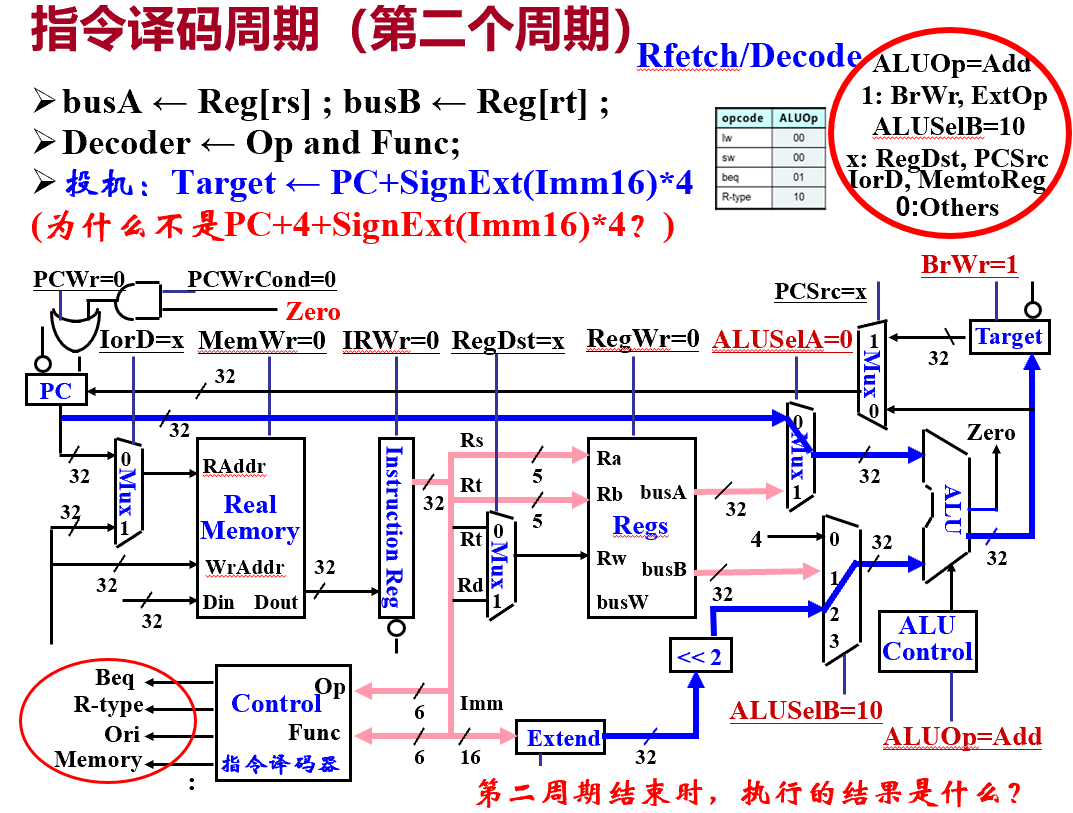 指令译码周期（第二个周期）
Rfetch/Decode
ALUOp=Add
1: BrWr, ExtOp
ALUSelB=10
x: RegDst, PCSrc
IorD, MemtoReg
0:Others
➢busA ← Reg[rs] ; busB ← Reg[rt] ;
➢Decoder ← Op and Func;
➢投机：Target ← PC+SignExt(Imm16)*4
(为什么不是PC+4+SignExt(Imm16)*4？)
opcode ALUOp
lw 00
sw 00
beq 01
R-type 10
PCWr=0
PCWrCond=0
Zero
BrWr=1
PCSrc=x
IorD=x
MemWr=0
IRWr=0
RegDst=x
RegWr=0
ALUSelA=0
1
Mux
0
32
Target
PC
32
32
32
0
Mux
1
32
32
32
RAddr
Real
Memory
WrAddr
Din
Dout
32
Instruction Reg
32
Rs
5
Rt
5
Rt
Rd
0
Mux
1
Ra
Rb
busA
Regs
Rw
busB
busW
32
32
0
Mux
1
32
4
0
1
2
3
32
ALU
Zero
32
<< 2
ALU
Control
ALUSelB=10
ALUOp=Add
Beq
R-type
Ori
Memory
:
Control
Op
Func
指令译码器
6
6
Imm
16
Extend
32
第二周期结束时，执行的结果是什么？